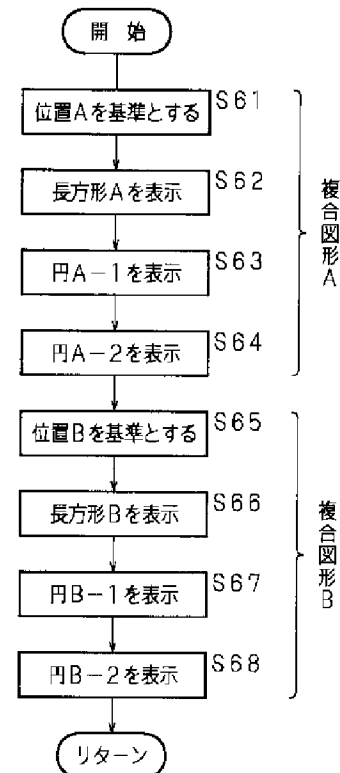 開始
位置Aを基準とする
S61
長方形Aを表示
S62
円A－1を表示
S63
円A－2を表示
S64
複合図形A
位置Bを基準とする
S65
長方形Bを表示
S66
円B－1を表示
S67
円B－2を表示
S68
複合図形B
リターン